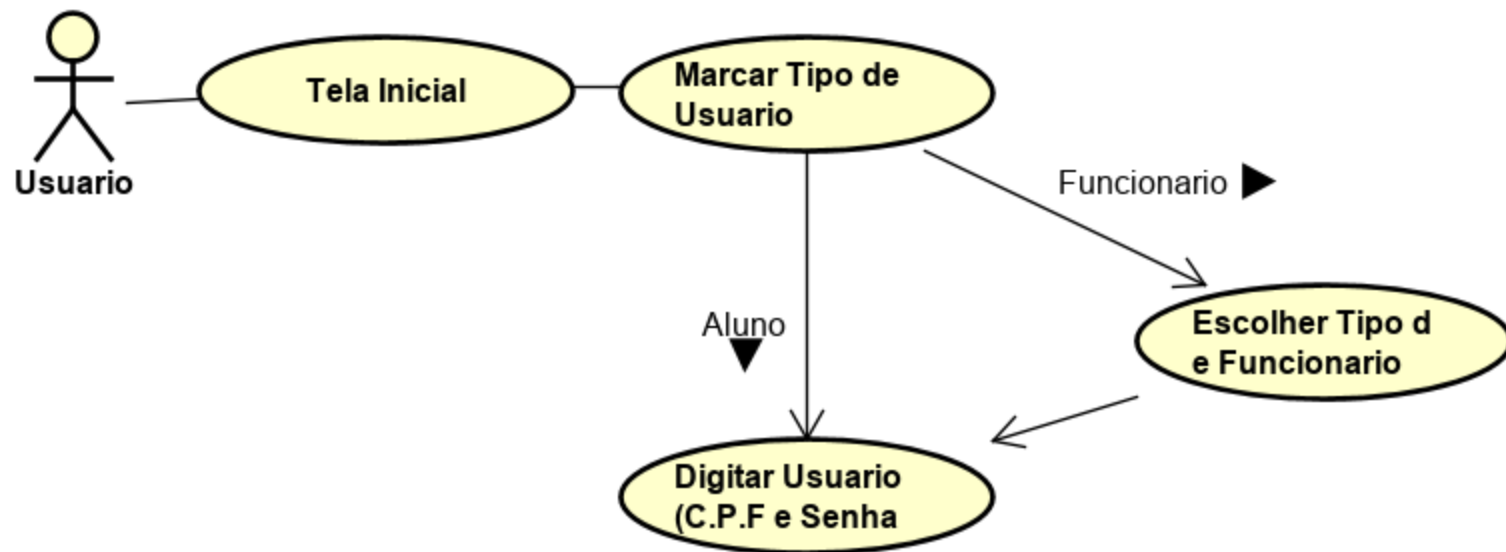 Tela Inicial
Marcar Tipo de
Usuario
Usuario
Funcionario
Aluno
Escolher Tipo d
e Funcionario
Digitar Usuario
(C.P.F e Senha